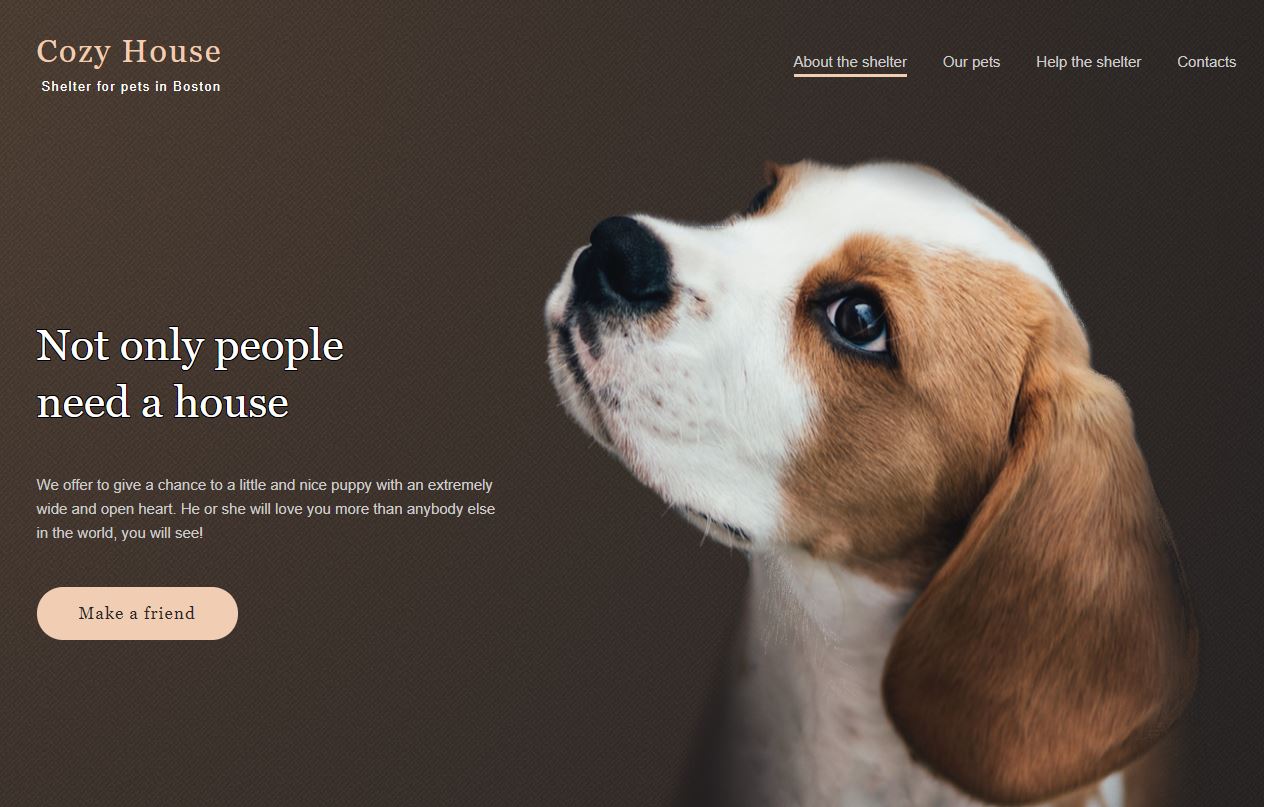 Cozy House
Shelter for pets in Boston
About the shelter Our pets Help the shelter Contacts
Not only people
need a house
We offer to give a chance to a little and nice puppy with an extremely
wide and open heart. He or she will love you more than anybody else
in the world, you will see!
Make a friend